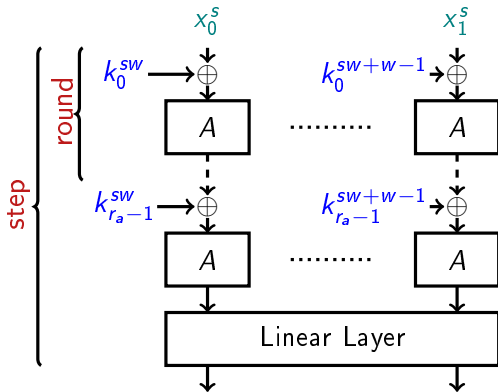 x_0^s x_1^s
k_0^{sw} ⊕ k_0^{sw+w-1} ⊕
round
A .......... A
step
k_{r_a-1}^{sw} ⊕ k_{r_a-1}^{sw+w-1} ⊕
A .......... A
Linear Layer